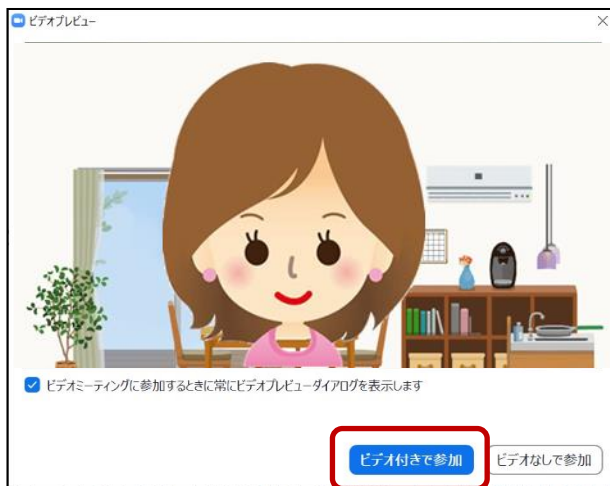 ビデオプレビュー
ビデオミーティングに参加するときに常にビデオプレビューダイアログを表示します
ビデオ付きで参加
ビデオなしで参加